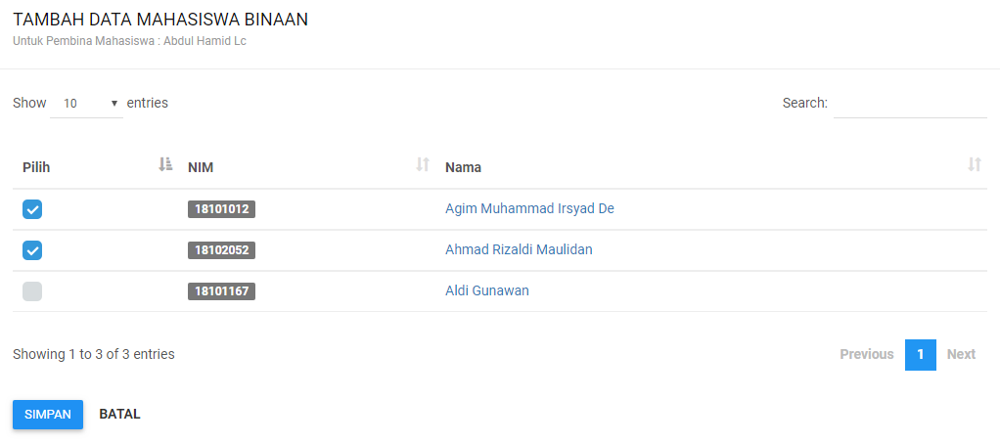 TAMBAH DATA MAHASISWA BINAAN
Untuk Pembina Mahasiswa : Abdul Hamid Lc
Show 10 entries Search:
Pilih NIM Nama
18101012 Agim Muhammad Irsyad De
18102052 Ahmad Rizaldi Maulidan
18101167 Aldi Gunawan
Showing 1 to 3 of 3 entries Previous 1 Next
SIMPAN BATAL